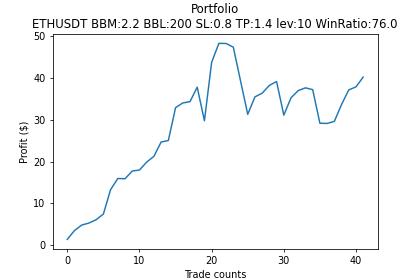 Portfolio
ETHUSDT BBM:2.2 BBL:200 SL:0.8 TP:1.4 lev:10 WinRatio:76.0
50
40
30
20
10
0
Profit ($)
0 10 20 30 40
Trade counts